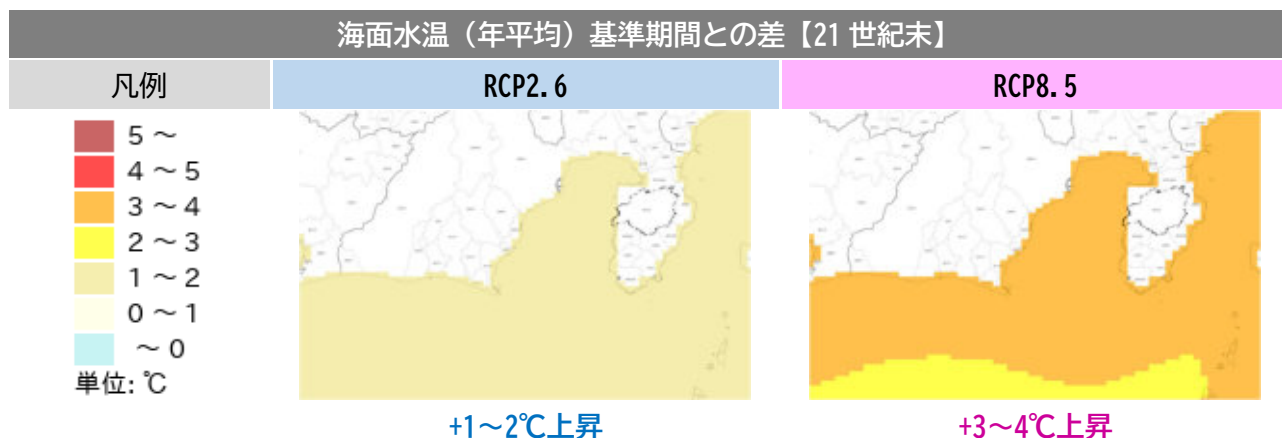 海面水温（年平均）基準期間との差【21 世紀末】
凡例
RCP2.6
RCP8.5
5 ～
4 ～ 5
3 ～ 4
2 ～ 3
1 ～ 2
0 ～ 1
～ 0
単位: ℃
+1～2℃上昇
+3～4℃上昇